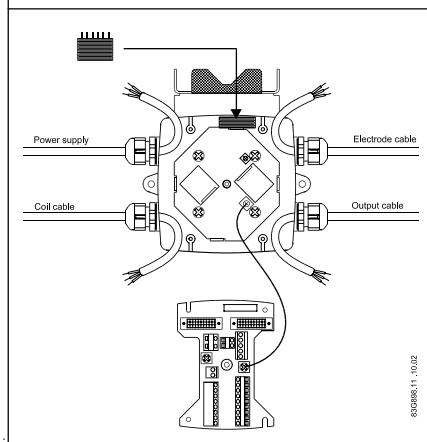 Power supply
Electrode cable
Coil cable
Output cable
83G898.11 .10.02